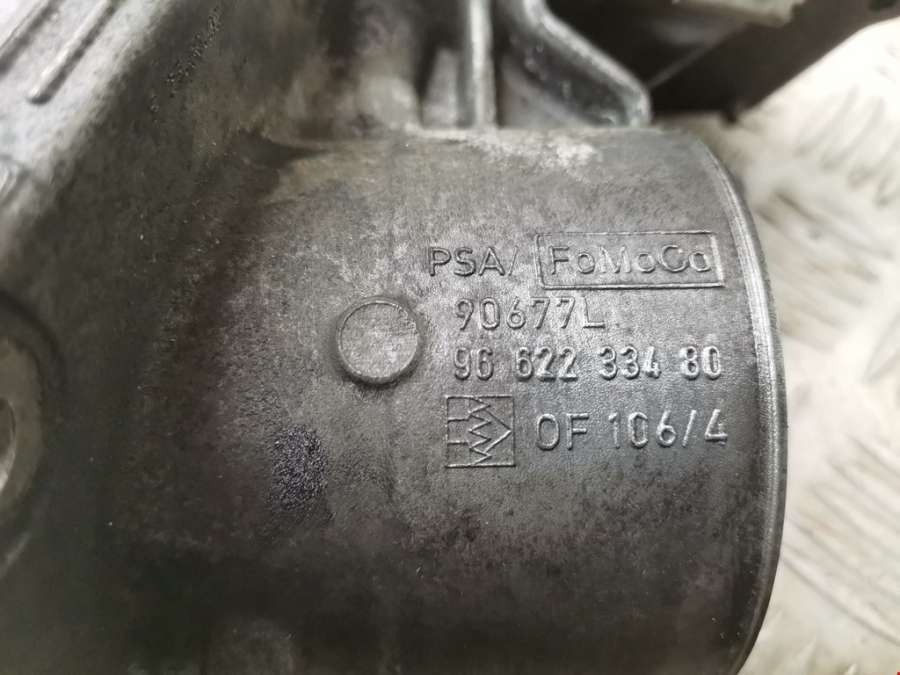 PSA/ FoMoCo
90677L
96 622 334 80
OF 106/4